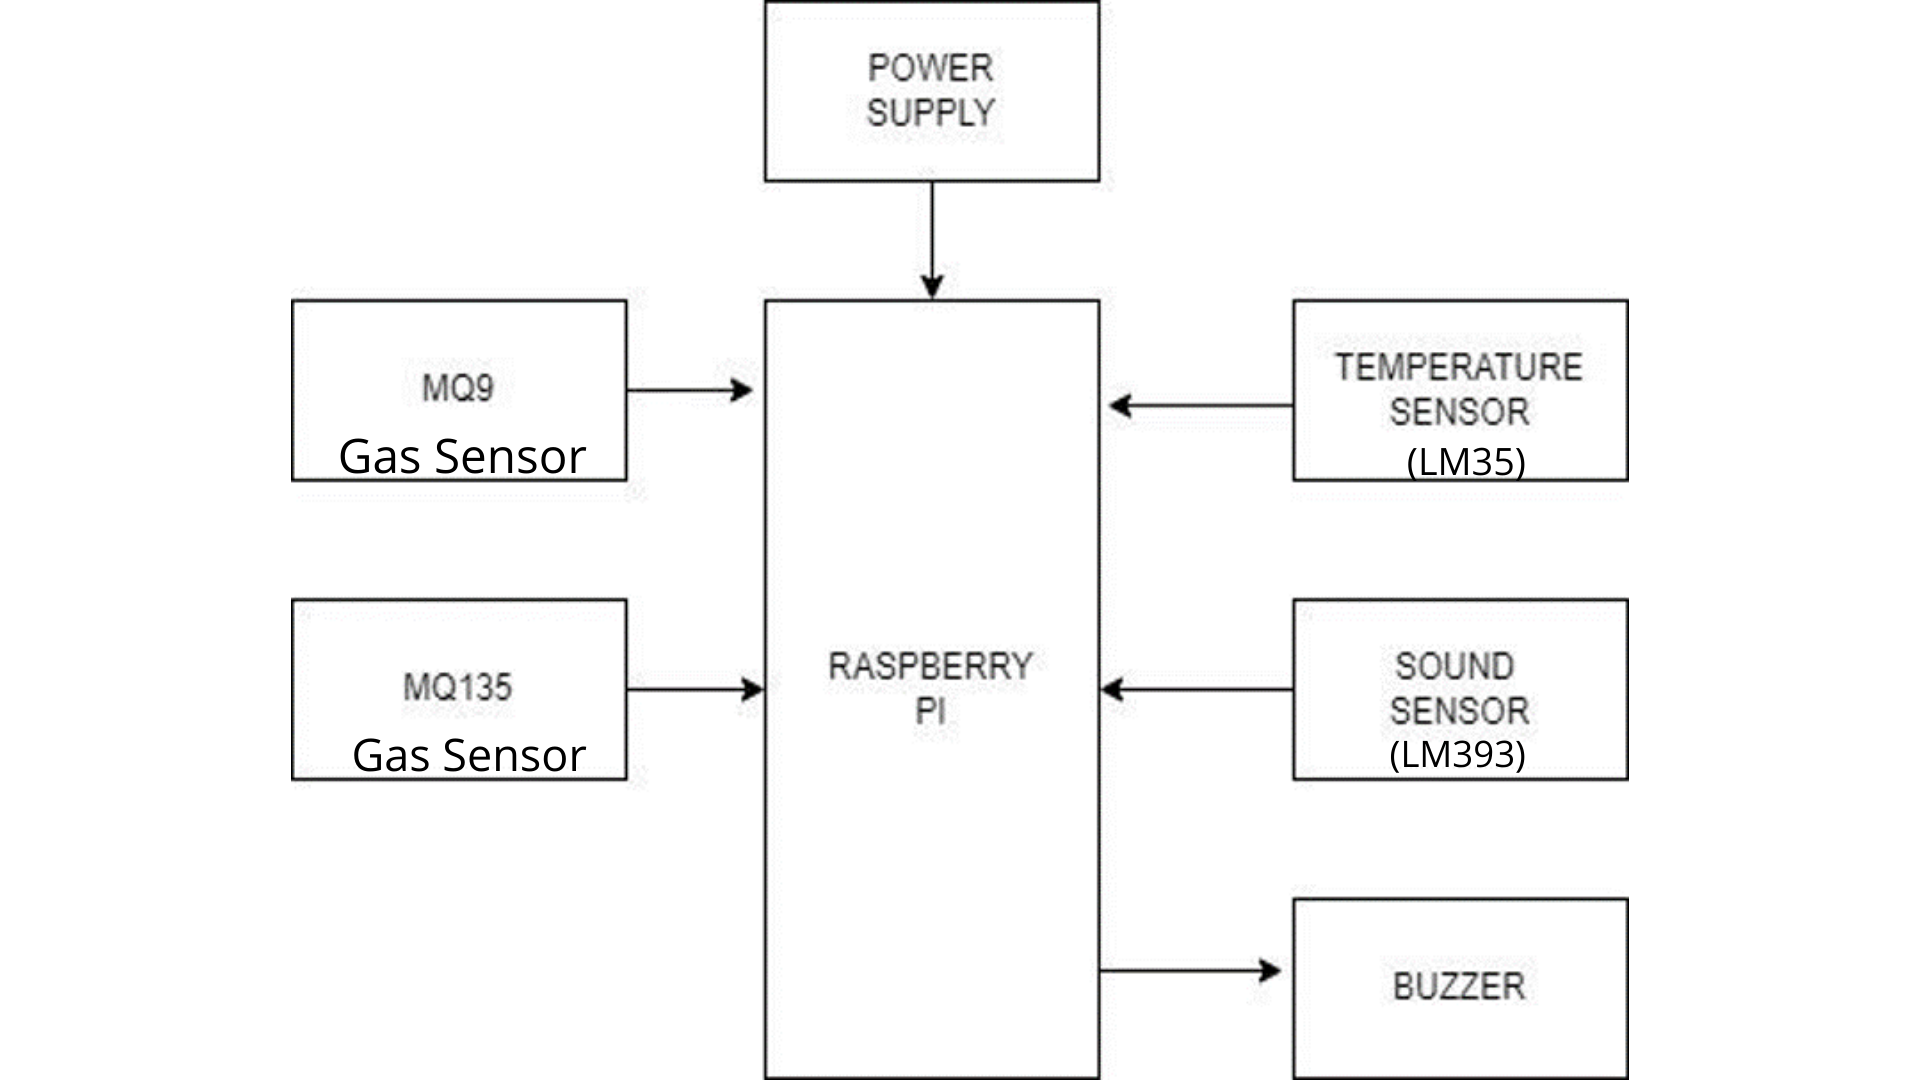 POWER
SUPPLY
MQ9
Gas Sensor
TEMPERATURE
SENSOR
(LM35)
MQ135
Gas Sensor
RASPBERRY
PI
SOUND
SENSOR
(LM393)
BUZZER